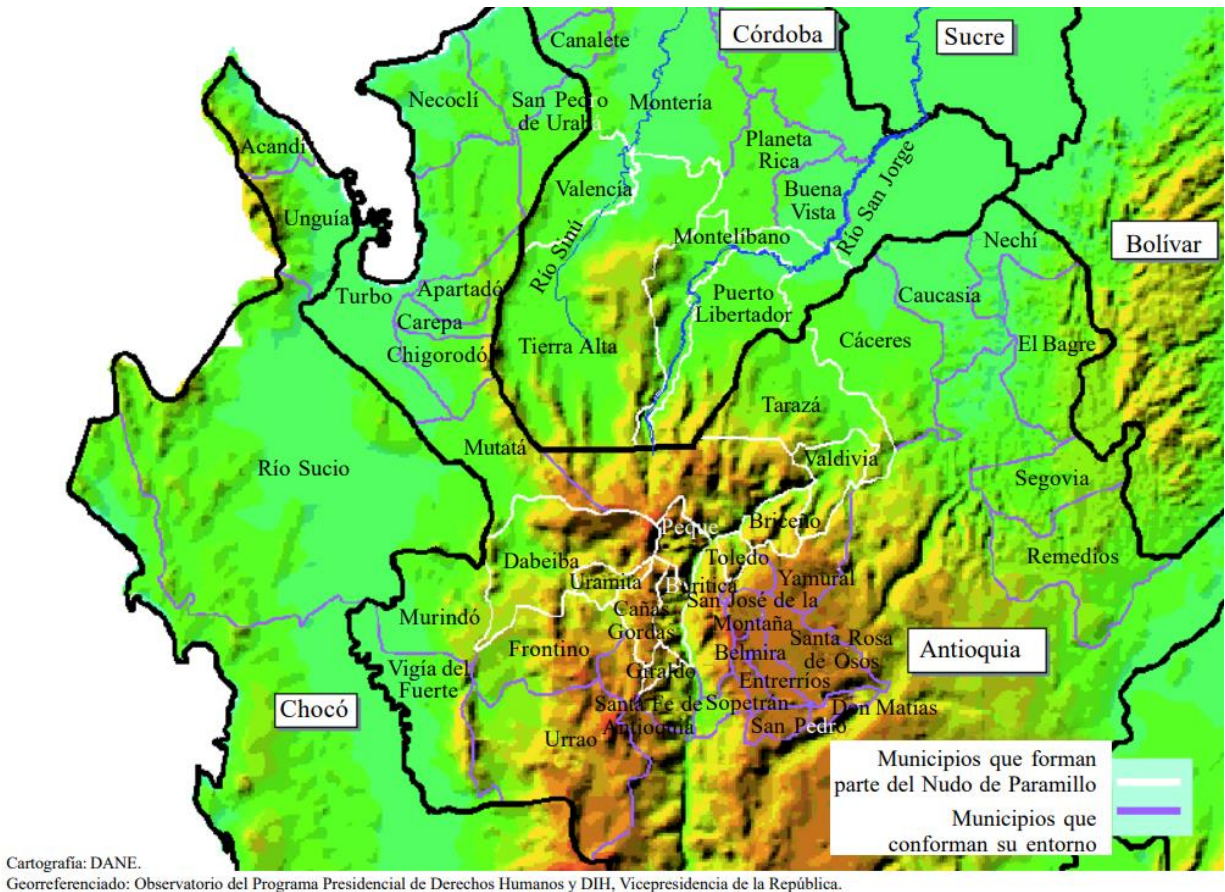 Canalete
Córdoba
Sucre
Necoclí
San Pedro
de Urabá
Montería
Acandí
Planeta
Rica
Valencia
Buena
Vista
Río San Jorge
Unguía
Río Sinú
Montelíbano
Nechí
Bolívar
Turbo
Apartadó
Puerto
Libertador
Caucasia
Carepa
Chigorodó
Tierra Alta
Cáceres
El Bagre
Tarazá
Mutatá
Río Sucio
Valdivia
Segovia
Peque
Briceño
Dabeiba
Toledo
Remedios
Uramita
Buritica
Yamural
Murindó
Cañas
Gordas
San José de la
Montaña
Frontino
Belmira
Santa Rosa
de Osos
Antioquia
Vigía del
Fuerte
Giraldo
Entrerríos
Chocó
Santa Fe de
Antioquia
Sopetrán
Don Matías
Urrao
San Pedro
Municipios que forman
parte del Nudo de Paramillo
Municipios que
conforman su entorno
Cartografía: DANE.
Georreferenciado: Observatorio del Programa Presidencial de Derechos Humanos y DIH, Vicepresidencia de la República.